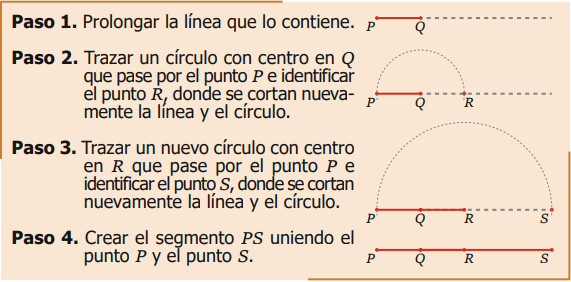 Paso 1. Prolongar la línea que lo contiene.
P Q
Paso 2. Trazar un círculo con centro en Q
que pase por el punto P e identificar
el punto R, donde se cortan nueva-
mente la línea y el círculo.
P Q R
Paso 3. Trazar un nuevo círculo con centro
en R que pase por el punto P e
identificar el punto S, donde se cortan
nuevamente la línea y el círculo.
P Q R S
Paso 4. Crear el segmento PS uniendo el
punto P y el punto S.
P Q R S